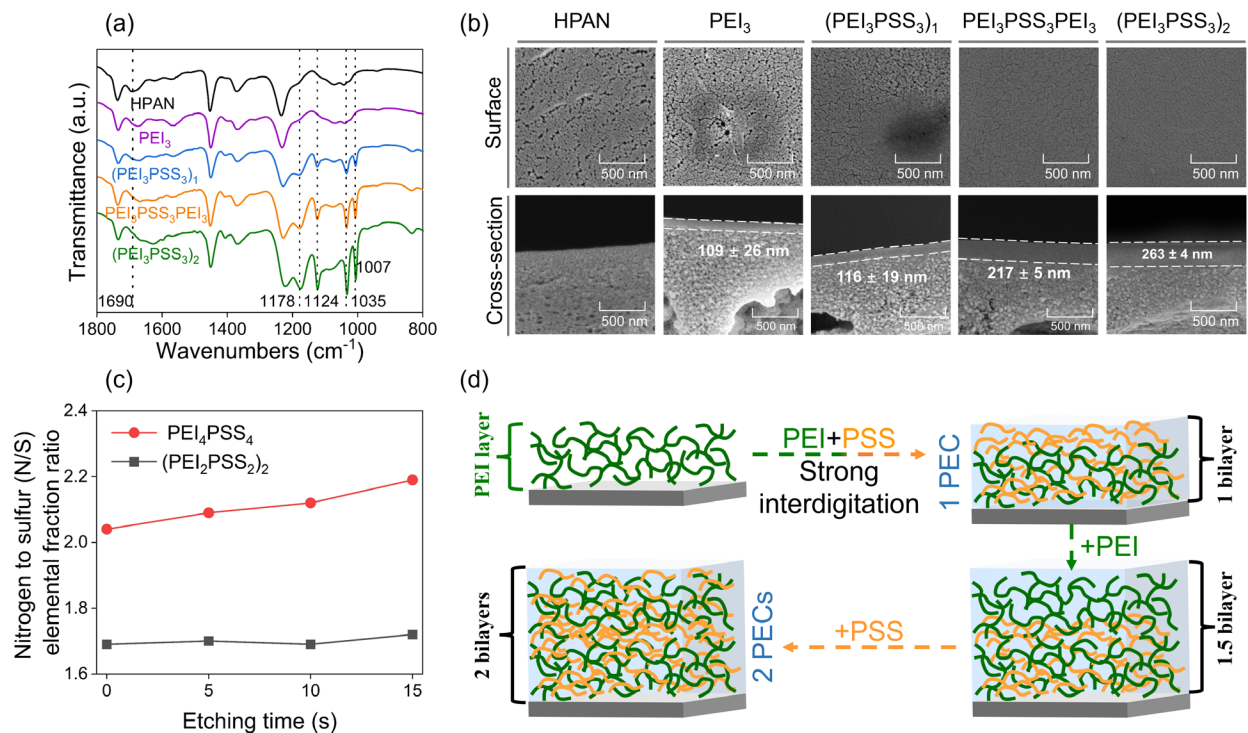 (a)
Transmittance (a.u.)
HPAN
PEI₃
(PEI₃PSS₃)₁
PEI₃PSS₃PEI₃
(PEI₃PSS₃)₂
1690
1178
1124
1035
1007
1800 1600 1400 1200 1000 800
Wavenumbers (cm⁻¹)
(b)
HPAN PEI₃ (PEI₃PSS₃)₁ PEI₃PSS₃PEI₃ (PEI₃PSS₃)₂
Surface
500 nm 500 nm 500 nm 500 nm 500 nm
Cross-section
109 ± 26 nm 116 ± 19 nm 217 ± 5 nm 263 ± 4 nm
500 nm 500 nm 500 nm 500 nm 500 nm
(c)
Nitrogen to sulfur (N/S)
elemental fraction ratio
2.4
2.2
2.0
1.8
1.6
PEI₄PSS₄
(PEI₂PSS₂)₂
0 5 10 15
Etching time (s)
(d)
PEI layer
PEI+PSS
Strong
interdigitation
1 PEC
1 bilayer
+PEI
1.5 bilayer
+PSS
2 PECs
2 bilayers